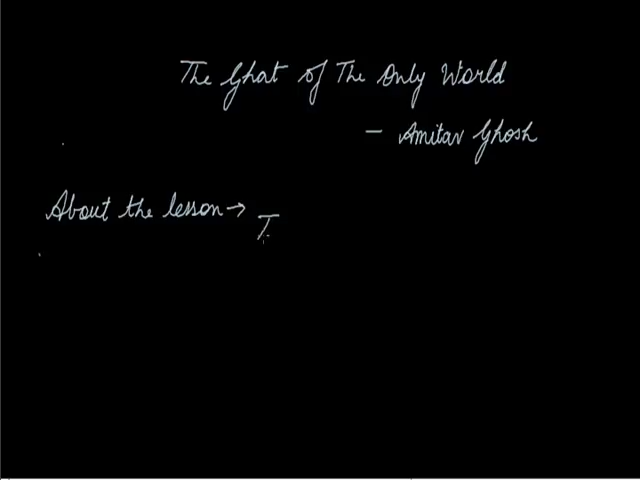 The Ghat of The Only World
- Amitav Ghosh
About the lesson →
T